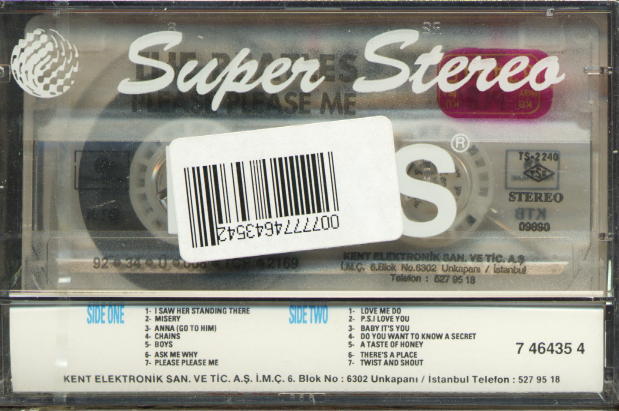 Super Stereo
THE BEATLES
PLEASE PLEASE ME
S®
0077774643542
TS-2240
TSE
STEREO
KTB
09890
KENT ELEKTRONİK SAN. VE TİC. A.Ş
İ.M.Ç. 6.Blok No.6302 Unkapanı / İstanbul
Telefon : 527 95 18
SIDE ONE
1- I SAW HER STANDING THERE
2- MISERY
3- ANNA (GO TO HIM)
4- CHAINS
5- BOYS
6- ASK ME WHY
7- PLEASE PLEASE ME
SIDE TWO
1- LOVE ME DO
2- P.S.I LOVE YOU
3- BABY IT'S YOU
4- DO YOU WANT TO KNOW A SECRET
5- A TASTE OF HONEY
6- THERE'S A PLACE
7- TWIST AND SHOUT
7 46435 4
KENT ELEKTRONİK SAN. VE TİC. A.Ş. İ.M.Ç. 6. Blok No : 6302 Unkapanı / İstanbul Telefon : 527 95 18